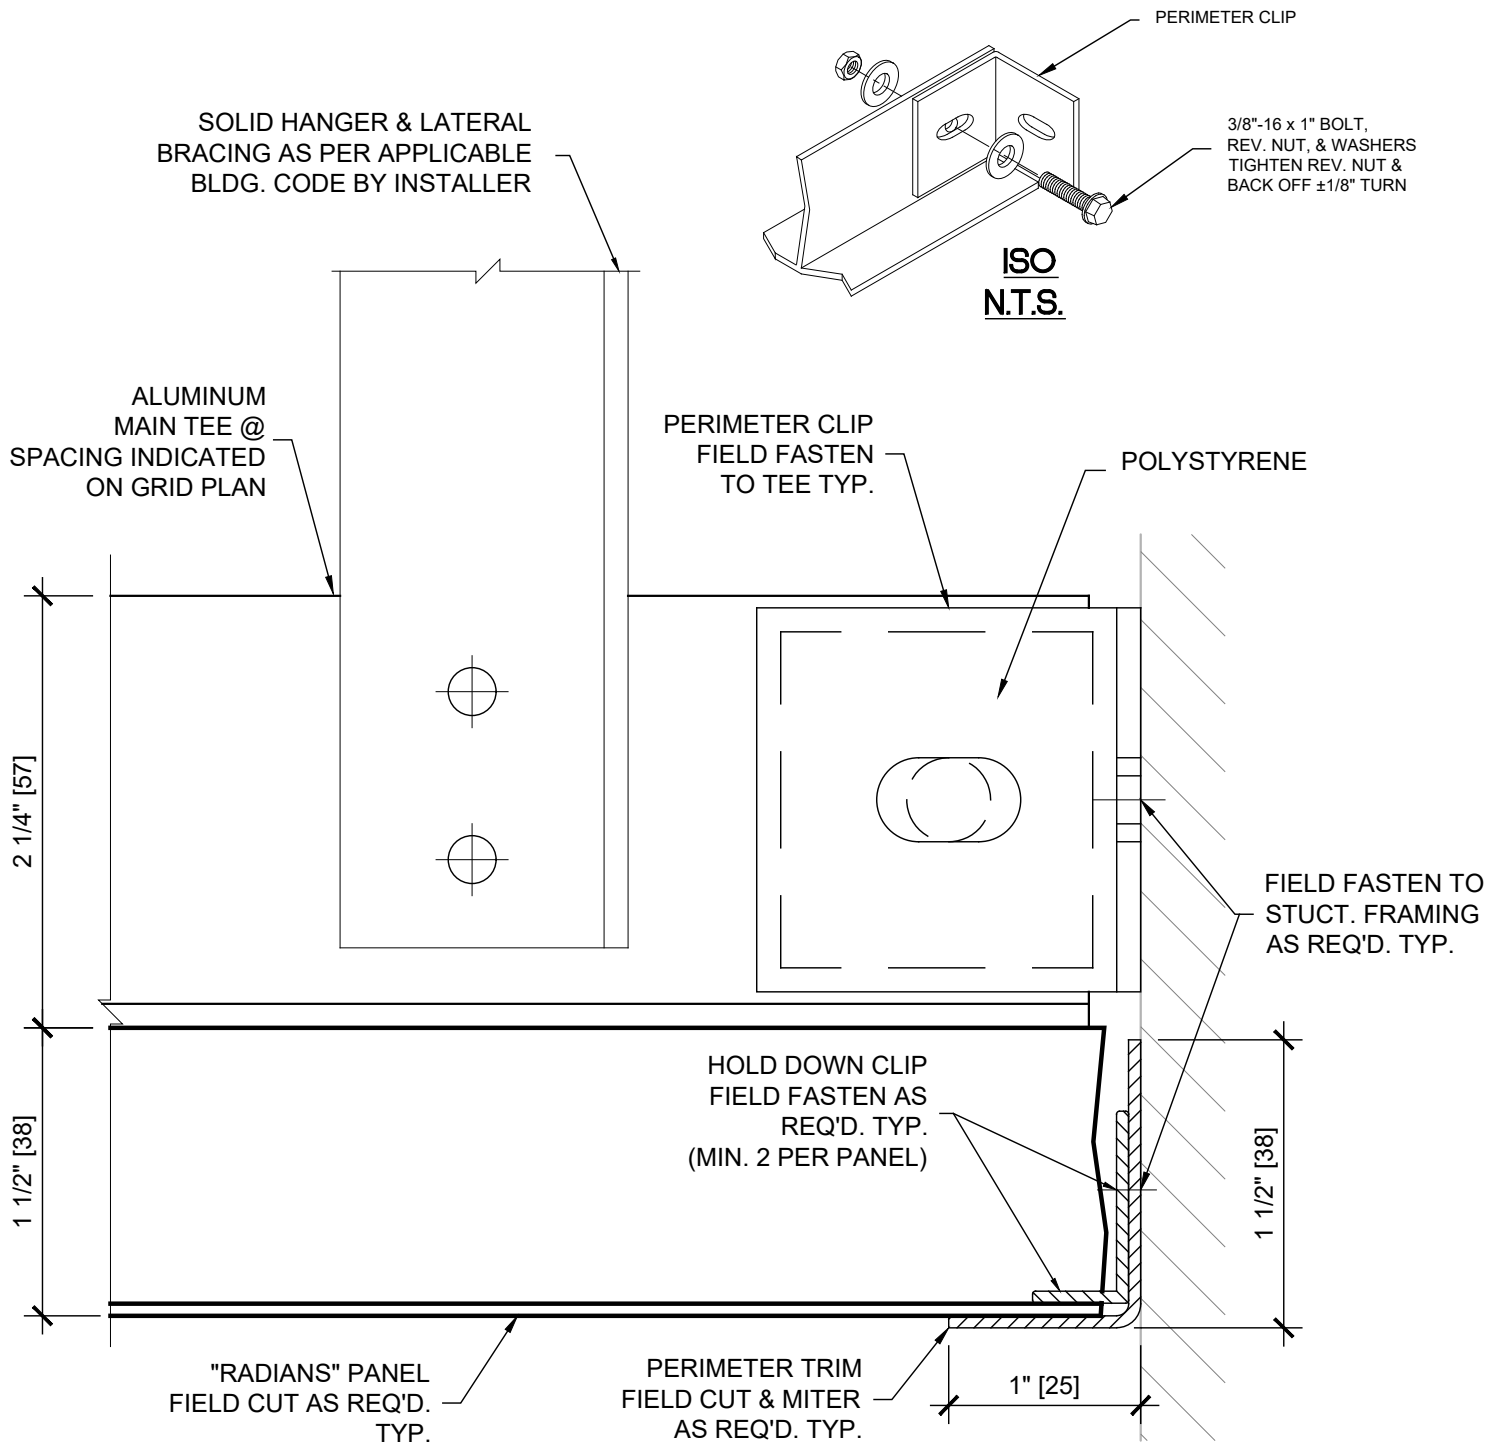 PERIMETER CLIP
3/8"-16 x 1" BOLT,
REV. NUT, & WASHERS
TIGHTEN REV. NUT &
BACK OFF ±1/8" TURN
ISO
N.T.S.
SOLID HANGER & LATERAL
BRACING AS PER APPLICABLE
BLDG. CODE BY INSTALLER
ALUMINUM
MAIN TEE @
SPACING INDICATED
ON GRID PLAN
PERIMETER CLIP
FIELD FASTEN
TO TEE TYP.
POLYSTYRENE
2 1/4" [57]
FIELD FASTEN TO
STUCT. FRAMING
AS REQ'D. TYP.
HOLD DOWN CLIP
FIELD FASTEN AS
REQ'D. TYP.
(MIN. 2 PER PANEL)
1 1/2" [38]
1 1/2" [38]
"RADIANS" PANEL
FIELD CUT AS REQ'D.
TYP.
PERIMETER TRIM
FIELD CUT & MITER
AS REQ'D. TYP.
1" [25]